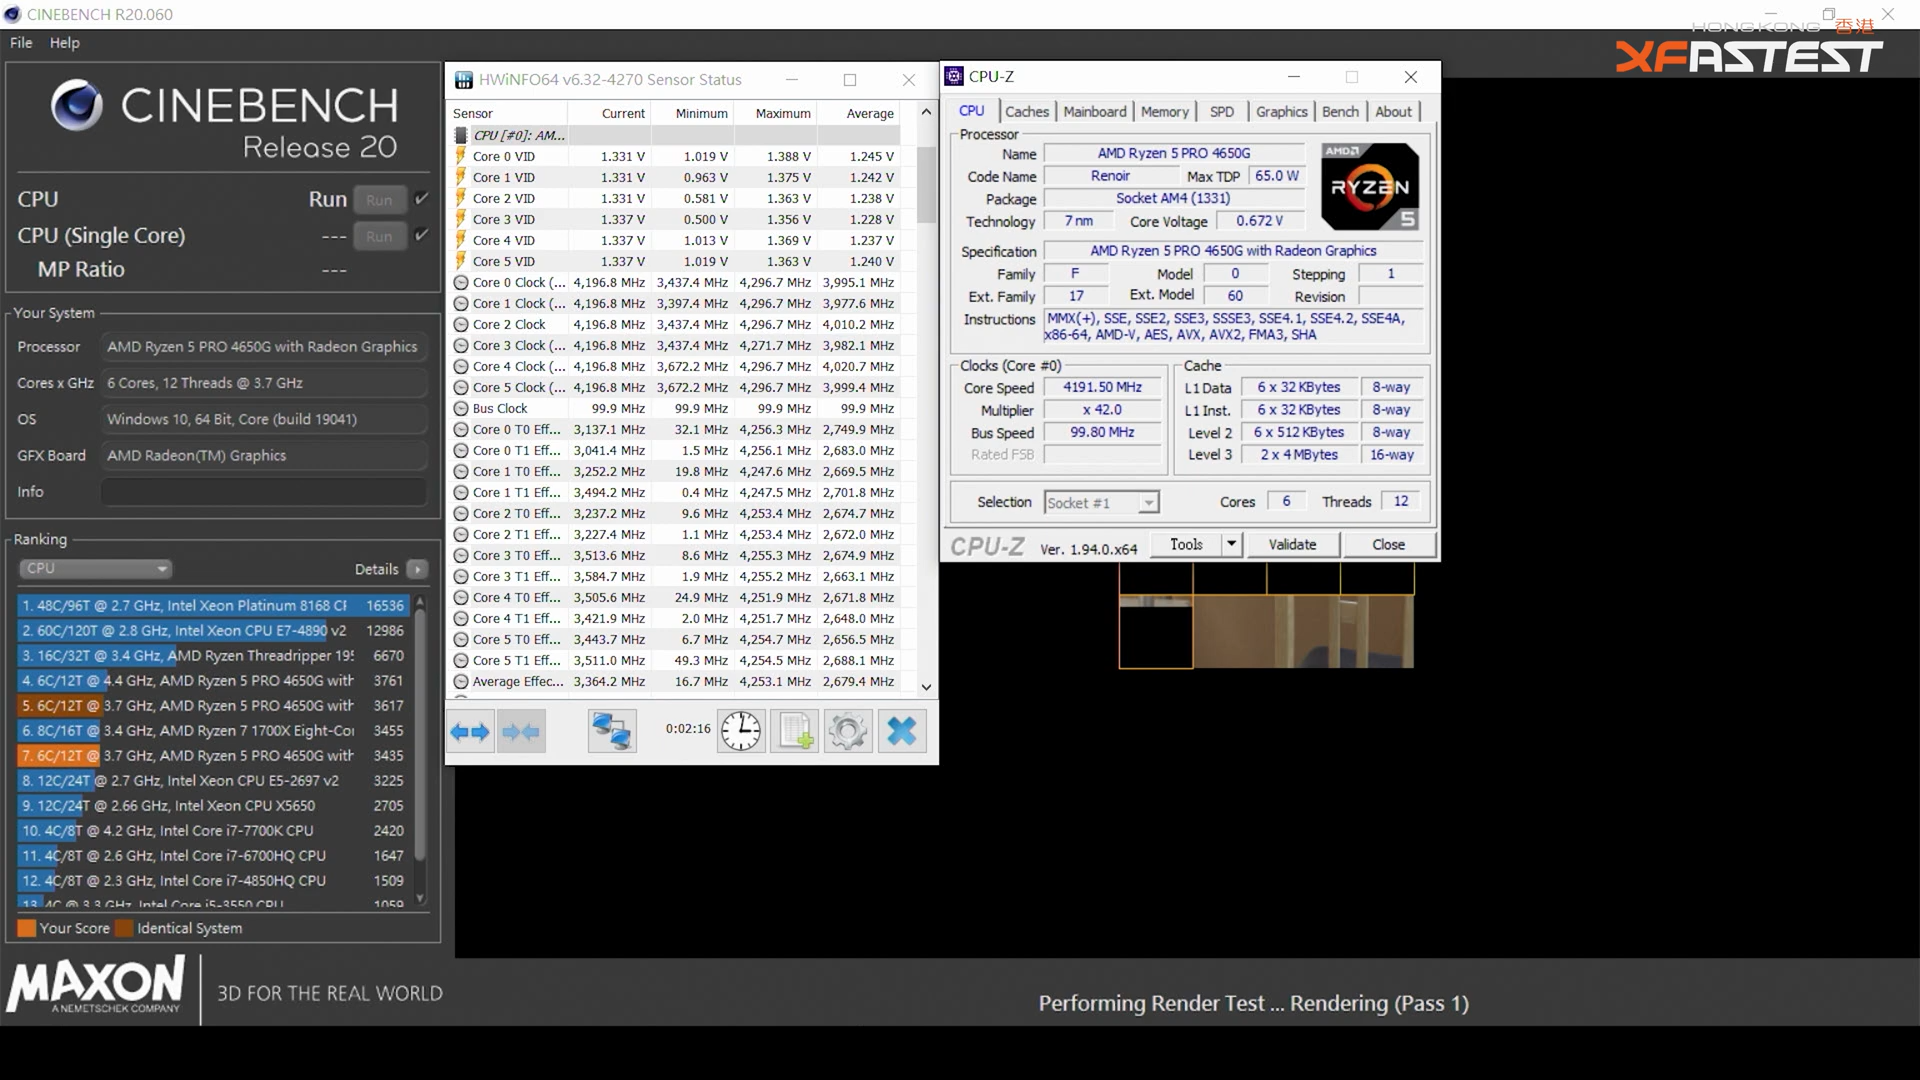 CINEBENCH R20.060
HONG KONG 香港
XFASTEST
File Help
CINEBENCH
Release 20
CPU Run Run
CPU (Single Core) --- Run
MP Ratio ---
Your System
Processor AMD Ryzen 5 PRO 4650G with Radeon Graphics
Cores x GHz 6 Cores, 12 Threads @ 3.7 GHz
OS Windows 10, 64 Bit, Core (build 19041)
GFX Board AMD Radeon(TM) Graphics
Info
Ranking
CPU Details
1. 48C/96T @ 2.7 GHz, Intel Xeon Platinum 8168 CF 16536
2. 60C/120T @ 2.8 GHz, Intel Xeon CPU E7-4890 v2 12986
3. 16C/32T @ 3.4 GHz, AMD Ryzen Threadripper 195 6670
4. 6C/12T @ 4.4 GHz, AMD Ryzen 5 PRO 4650G with 3761
5. 6C/12T @ 3.7 GHz, AMD Ryzen 5 PRO 4650G with 3617
6. 8C/16T @ 3.4 GHz, AMD Ryzen 7 1700X Eight-Cor 3455
7. 6C/12T @ 3.7 GHz, AMD Ryzen 5 PRO 4650G with 3435
8. 12C/24T @ 2.7 GHz, Intel Xeon CPU E5-2697 v2 3225
9. 12C/24T @ 2.66 GHz, Intel Xeon CPU X5650 2705
10. 4C/8T @ 4.2 GHz, Intel Core i7-7700K CPU 2420
11. 4C/8T @ 2.6 GHz, Intel Core i7-6700HQ CPU 1647
12. 4C/8T @ 2.3 GHz, Intel Core i7-4850HQ CPU 1509
13. 4C @ 3.3 GHz, Intel Core i5-3550 CPU 1059
Your Score Identical System
MAXON
A NEMETSCHEK COMPANY
3D FOR THE REAL WORLD
HWiNFO64 v6.32-4270 Sensor Status
Sensor Current Minimum Maximum Average
CPU [#0]: AM...
Core 0 VID 1.331 V 1.019 V 1.388 V 1.245 V
Core 1 VID 1.331 V 0.963 V 1.375 V 1.242 V
Core 2 VID 1.331 V 0.581 V 1.363 V 1.238 V
Core 3 VID 1.337 V 0.500 V 1.356 V 1.228 V
Core 4 VID 1.337 V 1.013 V 1.369 V 1.237 V
Core 5 VID 1.337 V 1.019 V 1.363 V 1.240 V
Core 0 Clock (... 4,196.8 MHz 3,437.4 MHz 4,296.7 MHz 3,995.1 MHz
Core 1 Clock (... 4,196.8 MHz 3,397.4 MHz 4,296.7 MHz 3,977.6 MHz
Core 2 Clock 4,196.8 MHz 3,437.4 MHz 4,296.7 MHz 4,010.2 MHz
Core 3 Clock (... 4,196.8 MHz 3,437.4 MHz 4,271.7 MHz 3,982.1 MHz
Core 4 Clock (... 4,196.8 MHz 3,672.2 MHz 4,296.7 MHz 4,020.7 MHz
Core 5 Clock (... 4,196.8 MHz 3,672.2 MHz 4,296.7 MHz 3,999.4 MHz
Bus Clock 99.9 MHz 99.9 MHz 99.9 MHz 99.9 MHz
Core 0 T0 Eff... 3,137.1 MHz 32.1 MHz 4,256.3 MHz 2,749.9 MHz
Core 0 T1 Eff... 3,041.4 MHz 1.5 MHz 4,256.1 MHz 2,683.0 MHz
Core 1 T0 Eff... 3,252.2 MHz 19.8 MHz 4,247.6 MHz 2,669.5 MHz
Core 1 T1 Eff... 3,494.2 MHz 0.4 MHz 4,247.5 MHz 2,701.8 MHz
Core 2 T0 Eff... 3,237.2 MHz 9.6 MHz 4,253.4 MHz 2,674.7 MHz
Core 2 T1 Eff... 3,227.4 MHz 1.1 MHz 4,253.4 MHz 2,672.0 MHz
Core 3 T0 Eff... 3,513.6 MHz 8.6 MHz 4,255.3 MHz 2,674.9 MHz
Core 3 T1 Eff... 3,584.7 MHz 1.9 MHz 4,255.2 MHz 2,663.1 MHz
Core 4 T0 Eff... 3,505.6 MHz 24.9 MHz 4,251.9 MHz 2,671.8 MHz
Core 4 T1 Eff... 3,421.9 MHz 2.0 MHz 4,251.7 MHz 2,648.0 MHz
Core 5 T0 Eff... 3,443.7 MHz 6.7 MHz 4,254.7 MHz 2,656.5 MHz
Core 5 T1 Eff... 3,511.0 MHz 49.3 MHz 4,254.5 MHz 2,688.1 MHz
Average Effec... 3,364.2 MHz 16.7 MHz 4,253.1 MHz 2,679.4 MHz
0:02:16
CPU-Z
CPU Caches Mainboard Memory SPD Graphics Bench About
Processor
Name AMD Ryzen 5 PRO 4650G
Code Name Renoir Max TDP 65.0 W
Package Socket AM4 (1331)
Technology 7 nm Core Voltage 0.672 V
AMD
RYZEN
5
Specification AMD Ryzen 5 PRO 4650G with Radeon Graphics
Family F Model 0 Stepping 1
Ext. Family 17 Ext. Model 60 Revision
Instructions MMX(+), SSE, SSE2, SSE3, SSSE3, SSE4.1, SSE4.2, SSE4A,
x86-64, AMD-V, AES, AVX, AVX2, FMA3, SHA
Clocks (Core #0)
Core Speed 4191.50 MHz
Multiplier x 42.0
Bus Speed 99.80 MHz
Rated FSB
Cache
L1 Data 6 x 32 KBytes 8-way
L1 Inst. 6 x 32 KBytes 8-way
Level 2 6 x 512 KBytes 8-way
Level 3 2 x 4 MBytes 16-way
Selection Socket #1 Cores 6 Threads 12
CPU-Z Ver. 1.94.0.x64 Tools Validate Close
Performing Render Test ... Rendering (Pass 1)